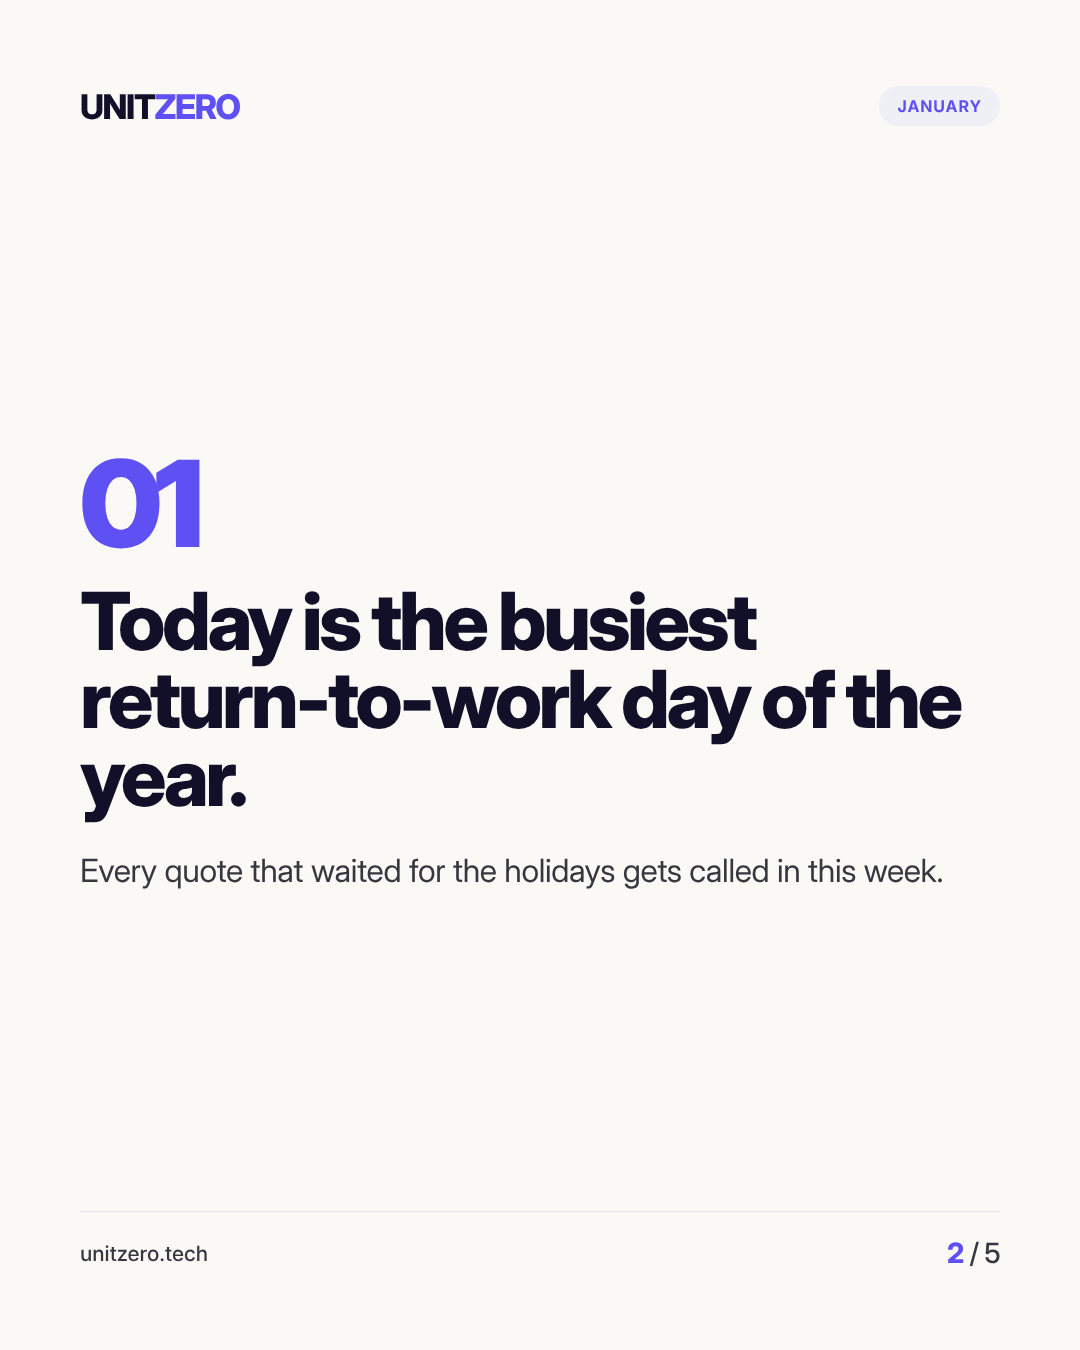 UNITZERO
JANUARY
01
Today is the busiest
return-to-work day of the
year.
Every quote that waited for the holidays gets called in this week.
unitzero.tech
2 / 5